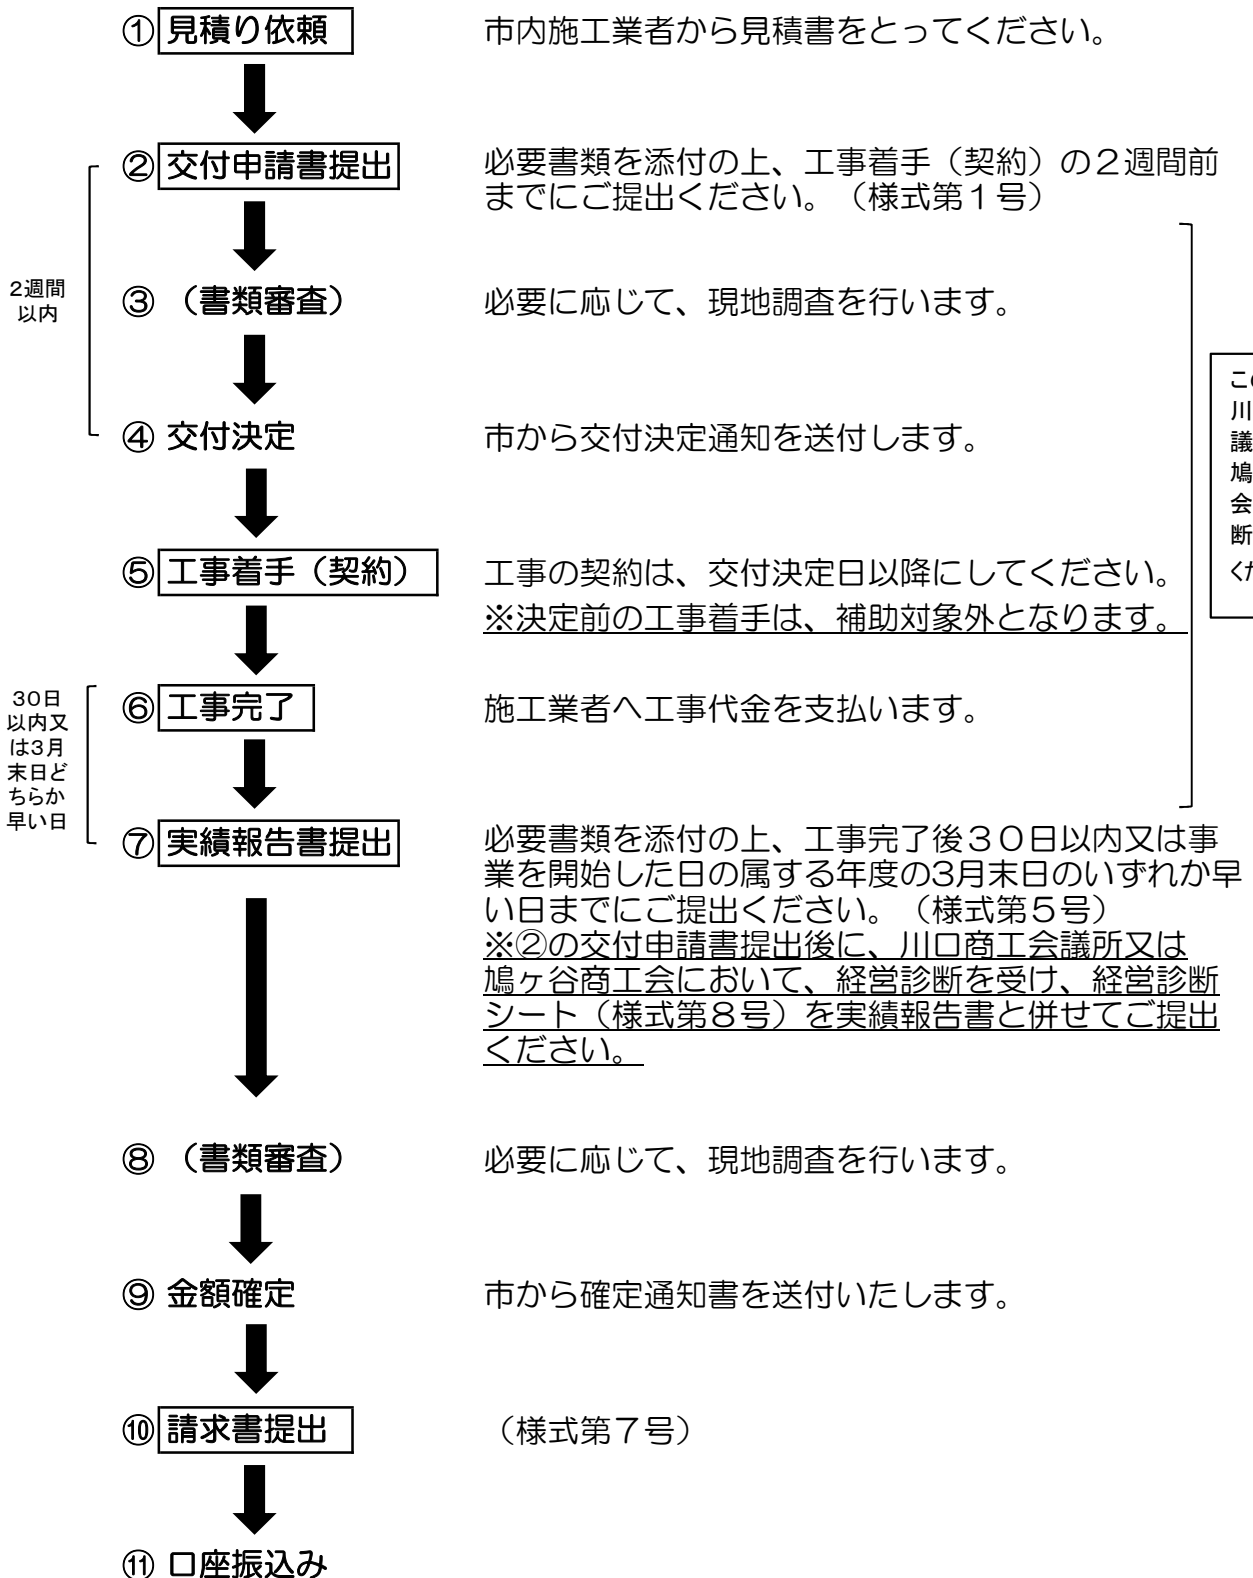 ① 見積り依頼 市内施工業者から見積書をとってください。
② 交付申請書提出 必要書類を添付の上、工事着手（契約）の２週間前
までにご提出ください。（様式第１号）
2週間
以内
③ （書類審査） 必要に応じて、現地調査を行います。
④ 交付決定 市から交付決定通知を送付します。
こ
川
議
鳩
会
断
くだ
⑤ 工事着手（契約） 工事の契約は、交付決定日以降にしてください。
※決定前の工事着手は、補助対象外となります。
30日
以内又
は3月
末日ど
ちらか
早い日
⑥ 工事完了 施工業者へ工事代金を支払います。
⑦ 実績報告書提出 必要書類を添付の上、工事完了後３０日以内又は事
業を開始した日の属する年度の3月末日のいずれか早
い日までにご提出ください。（様式第５号）
※②の交付申請書提出後に、川口商工会議所又は
鳩ヶ谷商工会において、経営診断を受け、経営診断
シート（様式第８号）を実績報告書と併せてご提出
ください。
⑧ （書類審査） 必要に応じて、現地調査を行います。
⑨ 金額確定 市から確定通知書を送付いたします。
⑩ 請求書提出 （様式第７号）
⑪ 口座振込み